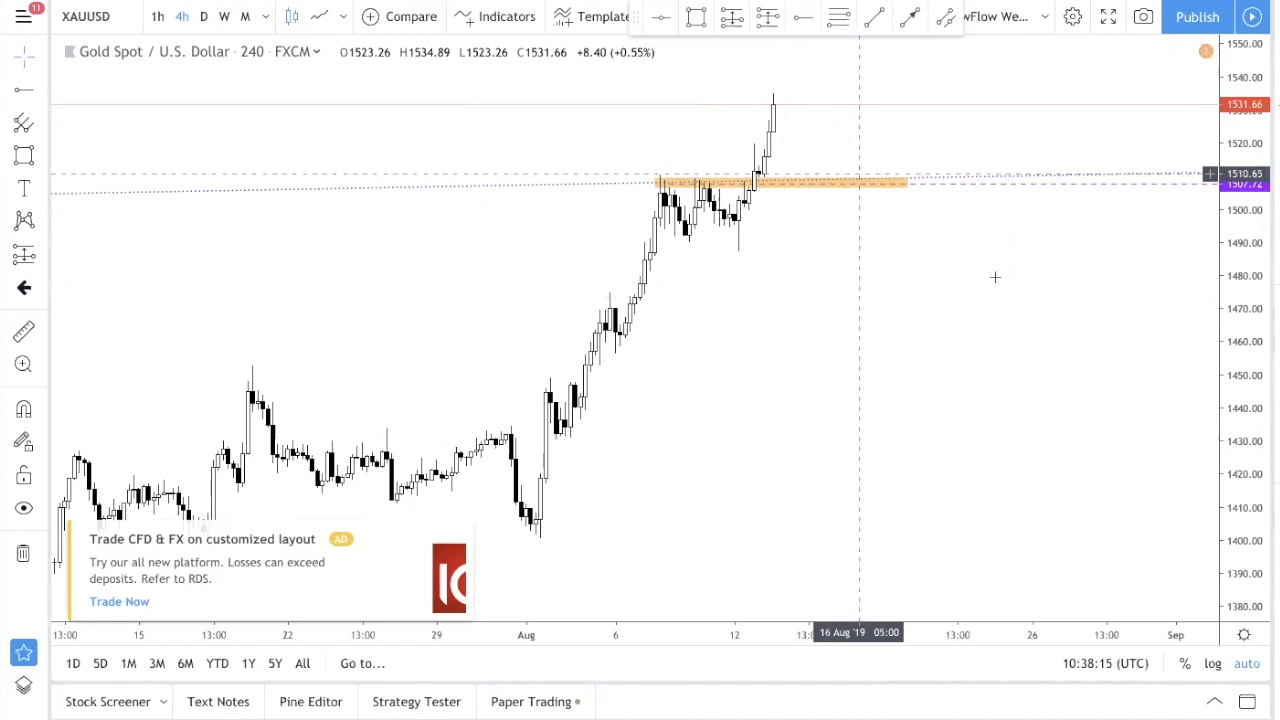 11
XAUUSD 1h 4h D W M Compare Indicators Template wFlow We... Publish
Gold Spot / U.S. Dollar · 240 · FXCM O1523.26 H1534.89 L1523.26 C1531.66 +8.40 (+0.55%)
1550.00
1540.00
1531.66
1520.00
1510.65
1507.72
1500.00
1490.00
1480.00
1470.00
1460.00
1450.00
1440.00
1430.00
1420.00
1410.00
1400.00
1390.00
1380.00
Trade CFD & FX on customized layout AD
Try our all new platform. Losses can exceed
deposits. Refer to RDS.
Trade Now
IG
13:00 15 13:00 22 13:00 29 Aug 6 12 13:0 16 Aug '19 05:00 13:00 26 13:00 Sep
1D 5D 1M 3M 6M YTD 1Y 5Y All Go to... 10:38:15 (UTC) % log auto
Stock Screener Text Notes Pine Editor Strategy Tester Paper Trading